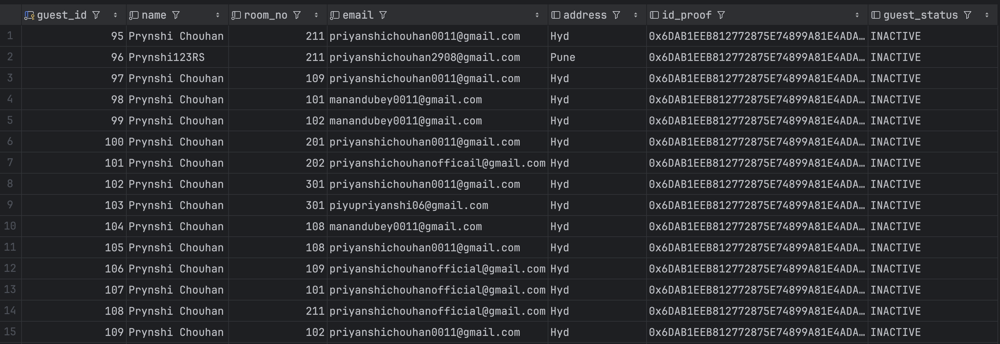 guest_id name room_no email address id_proof guest_status
1 95 Prynshi Chouhan 211 priyanshichouhan0011@gmail.com Hyd 0x6DAB1EEB812772875E74899A81E4ADA… INACTIVE
2 96 Prynshi123RS 211 priyanshichouhan2908@gmail.com Pune 0x6DAB1EEB812772875E74899A81E4ADA… INACTIVE
3 97 Prynshi Chouhan 109 priyanshichouhan0011@gmail.com Hyd 0x6DAB1EEB812772875E74899A81E4ADA… INACTIVE
4 98 Prynshi Chouhan 101 manandubey0011@gmail.com Hyd 0x6DAB1EEB812772875E74899A81E4ADA… INACTIVE
5 99 Prynshi Chouhan 102 manandubey0011@gmail.com Hyd 0x6DAB1EEB812772875E74899A81E4ADA… INACTIVE
6 100 Prynshi Chouhan 201 priyanshichouhan0011@gmail.com Hyd 0x6DAB1EEB812772875E74899A81E4ADA… INACTIVE
7 101 Prynshi Chouhan 202 priyanshichouhanofficail@gmail.com Hyd 0x6DAB1EEB812772875E74899A81E4ADA… INACTIVE
8 102 Prynshi Chouhan 301 priyanshichouhan0011@gmail.com Hyd 0x6DAB1EEB812772875E74899A81E4ADA… INACTIVE
9 103 Prynshi Chouhan 301 piyupriyanshi06@gmail.com Hyd 0x6DAB1EEB812772875E74899A81E4ADA… INACTIVE
10 104 Prynshi Chouhan 108 manandubey0011@gmail.com Hyd 0x6DAB1EEB812772875E74899A81E4ADA… INACTIVE
11 105 Prynshi Chouhan 108 priyanshichouhan0011@gmail.com Hyd 0x6DAB1EEB812772875E74899A81E4ADA… INACTIVE
12 106 Prynshi Chouhan 109 priyanshichouhanofficial@gmail.com Hyd 0x6DAB1EEB812772875E74899A81E4ADA… INACTIVE
13 107 Prynshi Chouhan 101 priyanshichouhanofficial@gmail.com Hyd 0x6DAB1EEB812772875E74899A81E4ADA… INACTIVE
14 108 Prynshi Chouhan 211 priyanshichouhanofficial@gmail.com Hyd 0x6DAB1EEB812772875E74899A81E4ADA… INACTIVE
15 109 Prynshi Chouhan 102 priyanshichouhan0011@gmail.com Hyd 0x6DAB1EEB812772875E74899A81E4ADA… INACTIVE